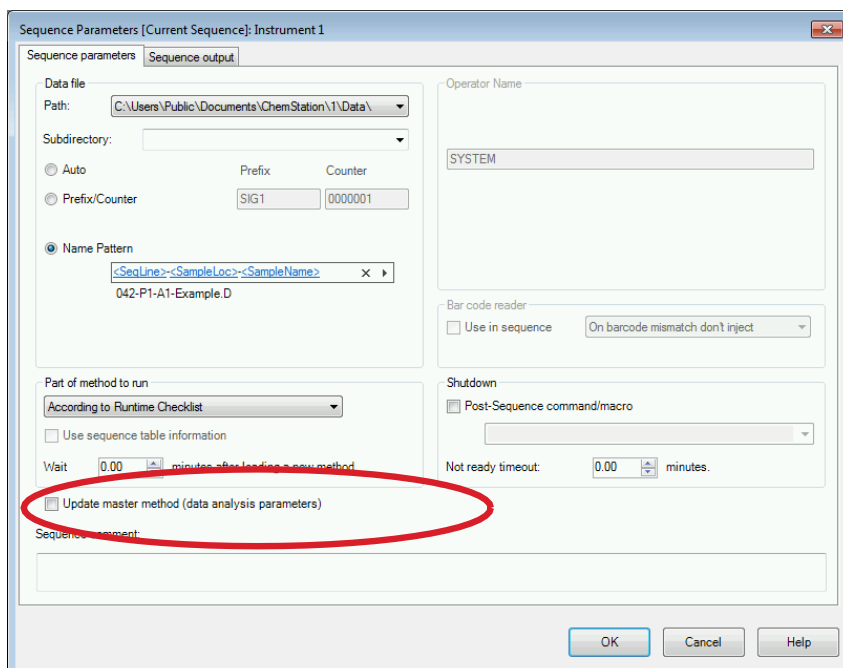 Sequence Parameters [Current Sequence]: Instrument 1
Sequence parameters
Sequence output
Data file
Path:
C:\Users\Public\Documents\ChemStation\1\Data\
Subdirectory:
Auto
Prefix
Counter
Prefix/Counter
SIG1
0000001
Name Pattern
<SeqLine>-<SampleLoc>-<SampleName>
042-P1-A1-Example.D
Operator Name
SYSTEM
Bar code reader
Use in sequence
On barcode mismatch don't inject
Part of method to run
According to Runtime Checklist
Use sequence table information
Wait 0.00 minutes after loading a new method
Shutdown
Post-Sequence command/macro
Not ready timeout: 0.00 minutes.
Update master method (data analysis parameters)
Sequence comment:
OK
Cancel
Help